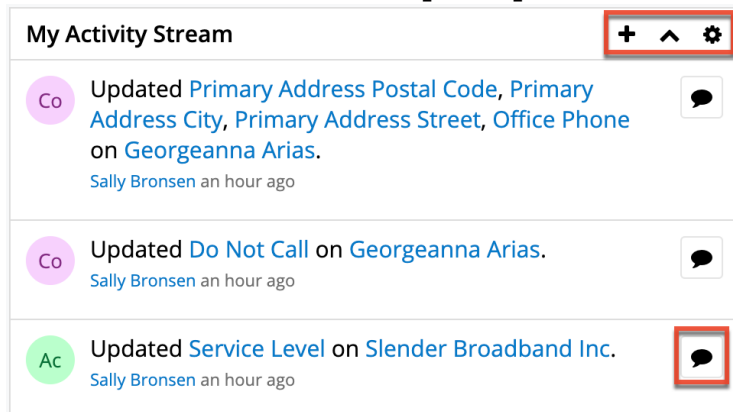 My Activity Stream
Co
Updated Primary Address Postal Code, Primary
Address City, Primary Address Street, Office Phone
on Georgeanna Arias.
Sally Bronsen an hour ago
Co
Updated Do Not Call on Georgeanna Arias.
Sally Bronsen an hour ago
Ac
Updated Service Level on Slender Broadband Inc.
Sally Bronsen an hour ago